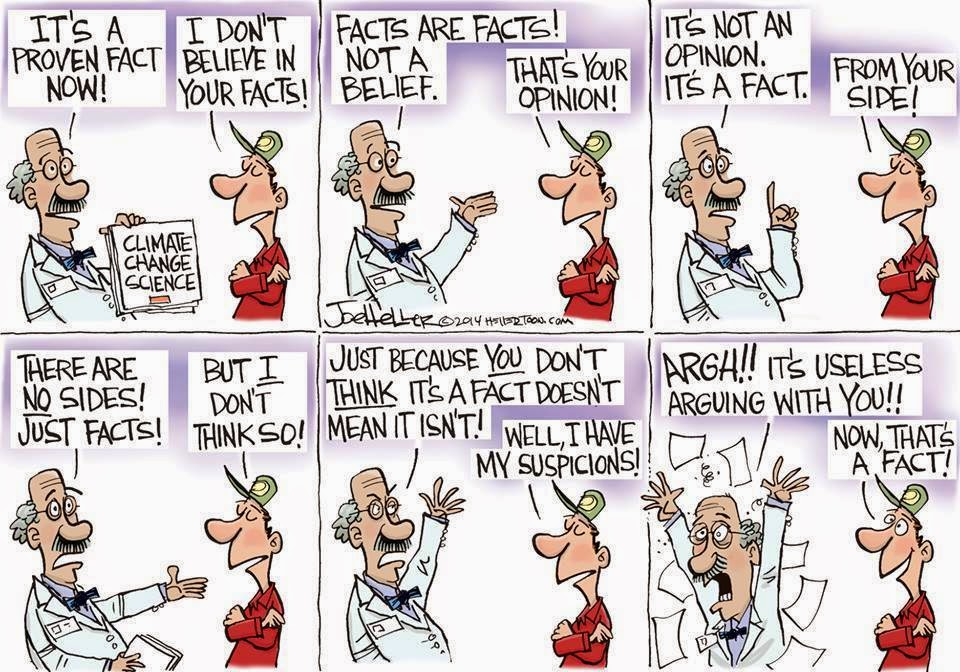 IT'S A
PROVEN FACT
NOW!
I DON'T
BELIEVE IN
YOUR FACTS!
CLIMATE
CHANGE
SCIENCE
FACTS ARE FACTS!
NOT A
BELIEF.
THAT'S YOUR
OPINION!
JOE HELLER ©2014 HELLERTOON.COM
IT'S NOT AN
OPINION.
IT'S A FACT.
FROM YOUR
SIDE!
THERE ARE
NO SIDES!
JUST FACTS!
BUT I
DON'T
THINK SO!
JUST BECAUSE YOU DON'T
THINK IT'S A FACT DOESN'T
MEAN IT ISN'T!
WELL, I HAVE
MY SUSPICIONS!
ARGH!! IT'S USELESS
ARGUING WITH YOU!!
NOW, THAT'S
A FACT!